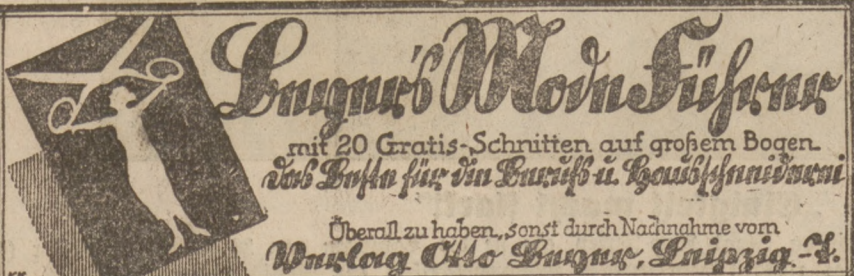 Beyer's Mode Führer
mit 20 Gratis-Schnitten auf großem Bogen
das Beste für die Berufs u. Hausschneiderei
Überall zu haben, sonst durch Nachnahme vom
Verlag Otto Beyer, Leipzig-T.